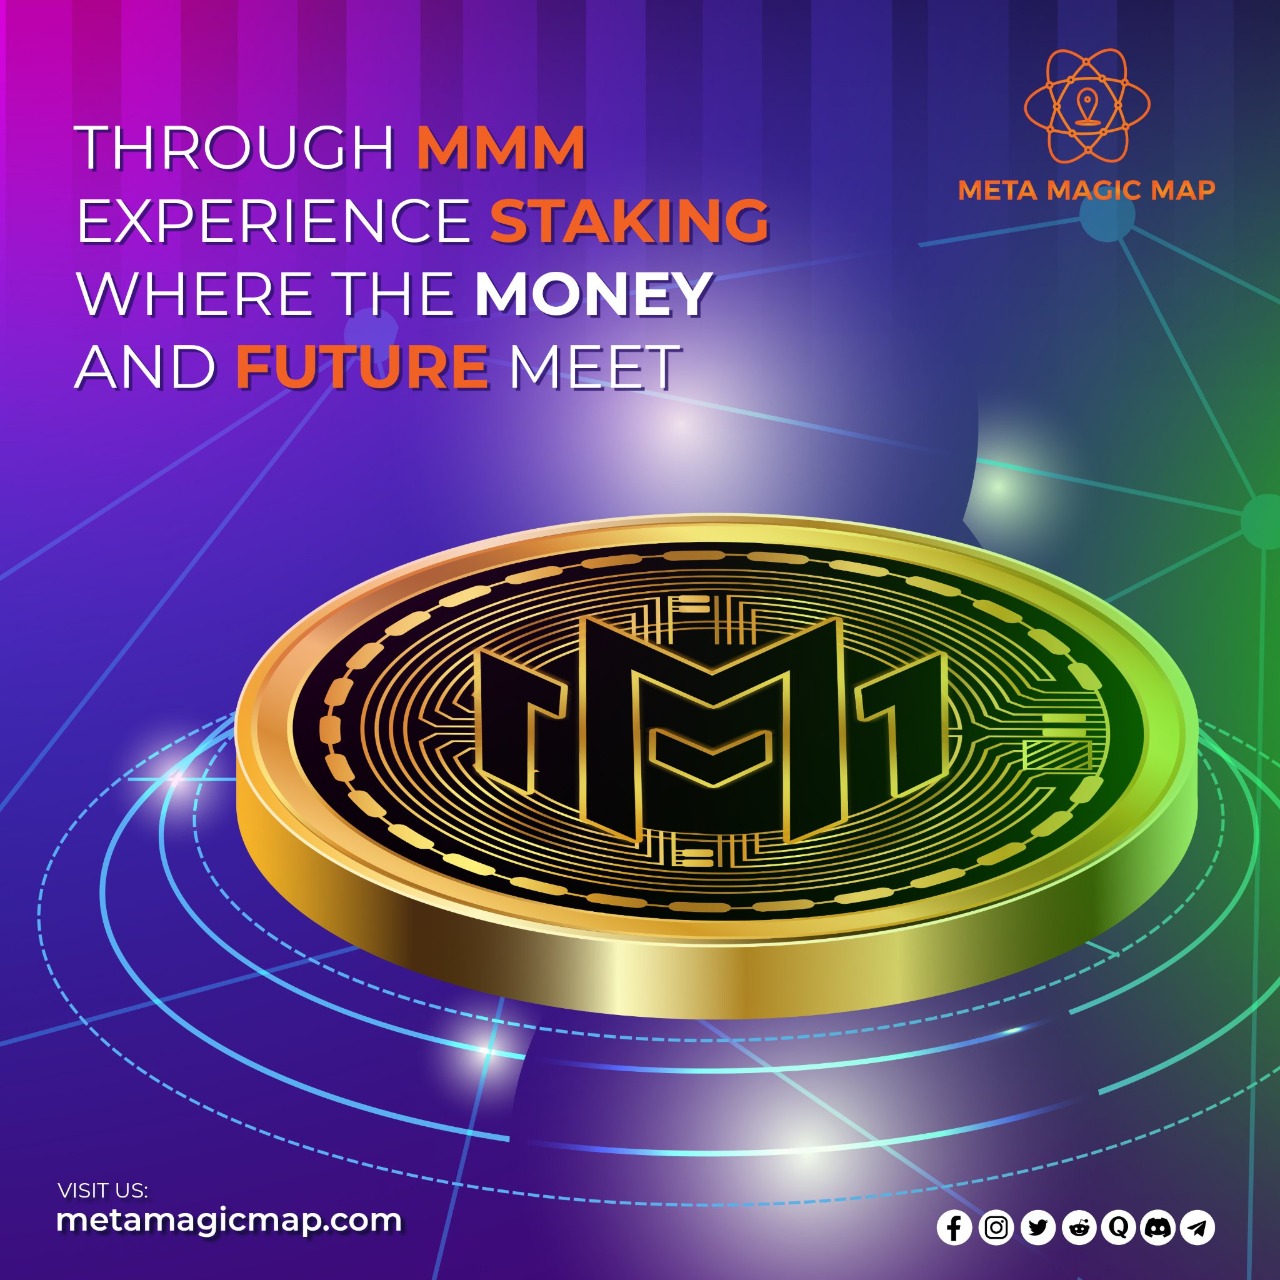 THROUGH MMM
EXPERIENCE STAKING
WHERE THE MONEY
AND FUTURE MEET
META MAGIC MAP
VISIT US:
metamagicmap.com